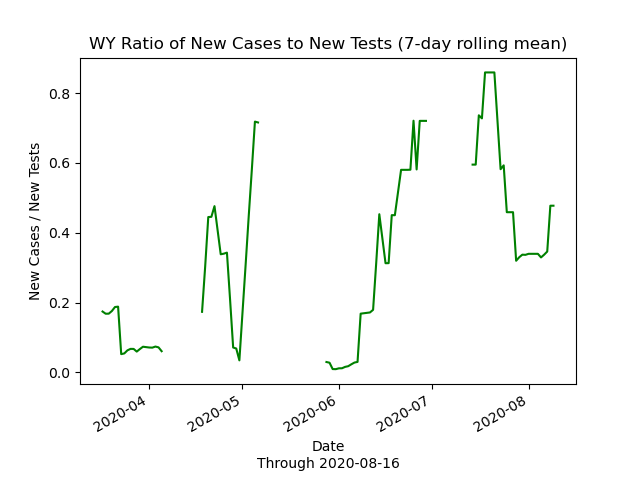 WY Ratio of New Cases to New Tests (7-day rolling mean)
New Cases / New Tests
0.8
0.6
0.4
0.2
0.0
2020-04
2020-05
2020-06
2020-07
2020-08
Date
Through 2020-08-16